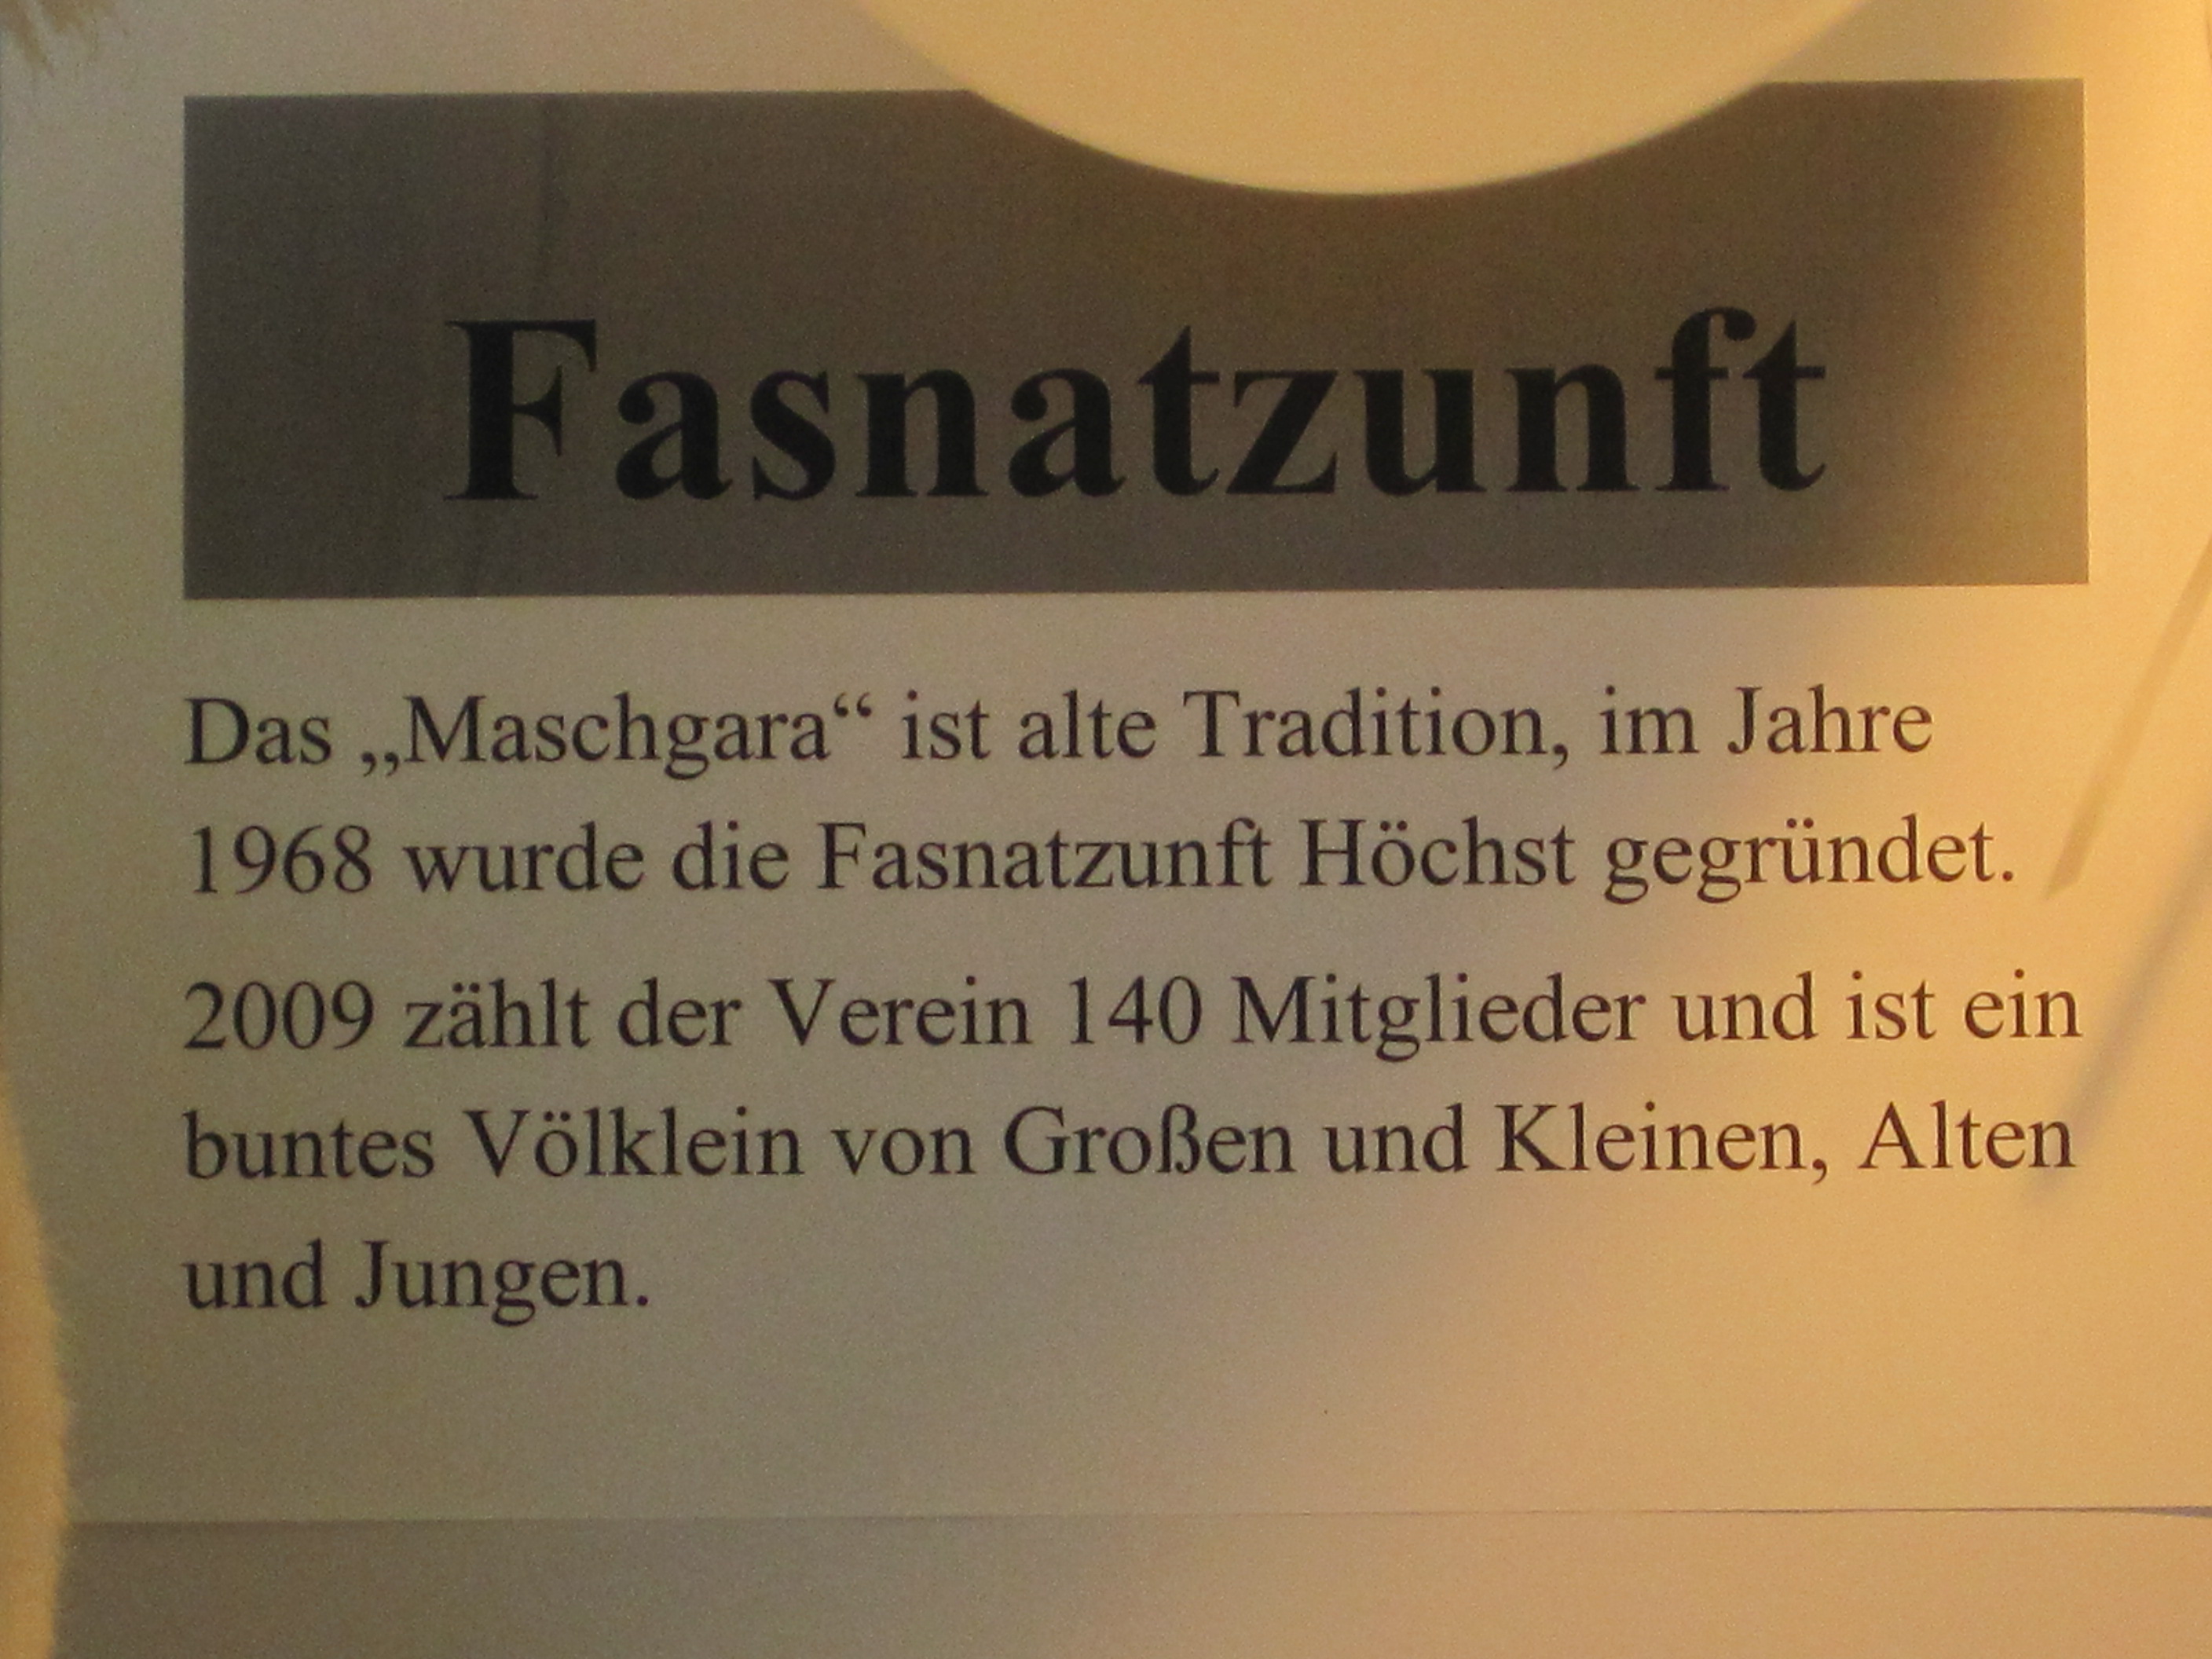 Fasnatzunft
Das „Maschgara“ ist alte Tradition, im Jahre
1968 wurde die Fasnatzunft Höchst gegründet.
2009 zählt der Verein 140 Mitglieder und ist ein
buntes Völklein von Großen und Kleinen, Alten
und Jungen.